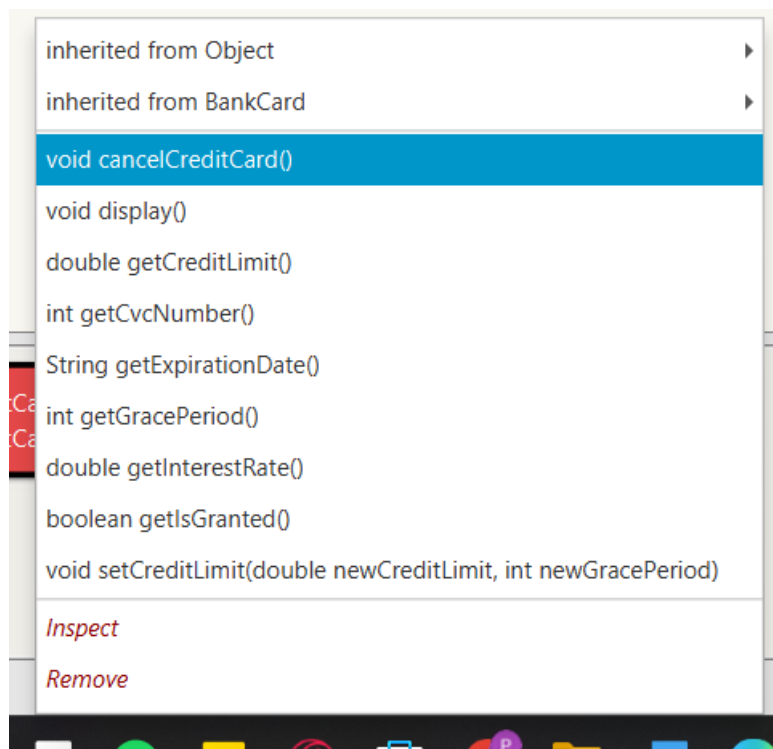 inherited from Object
inherited from BankCard
void cancelCreditCard()
void display()
double getCreditLimit()
int getCvcNumber()
String getExpirationDate()
int getGracePeriod()
double getInterestRate()
boolean getIsGranted()
void setCreditLimit(double newCreditLimit, int newGracePeriod)
Inspect
Remove
P